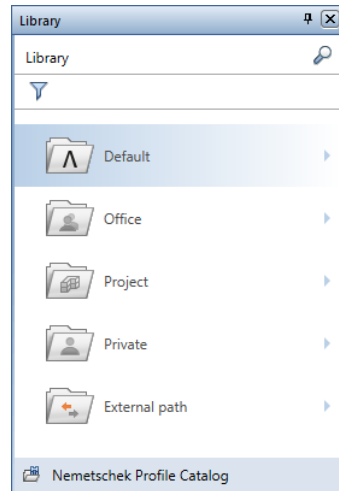 Library
Library
Default
Office
Project
Private
External path
Nemetschek Profile Catalog